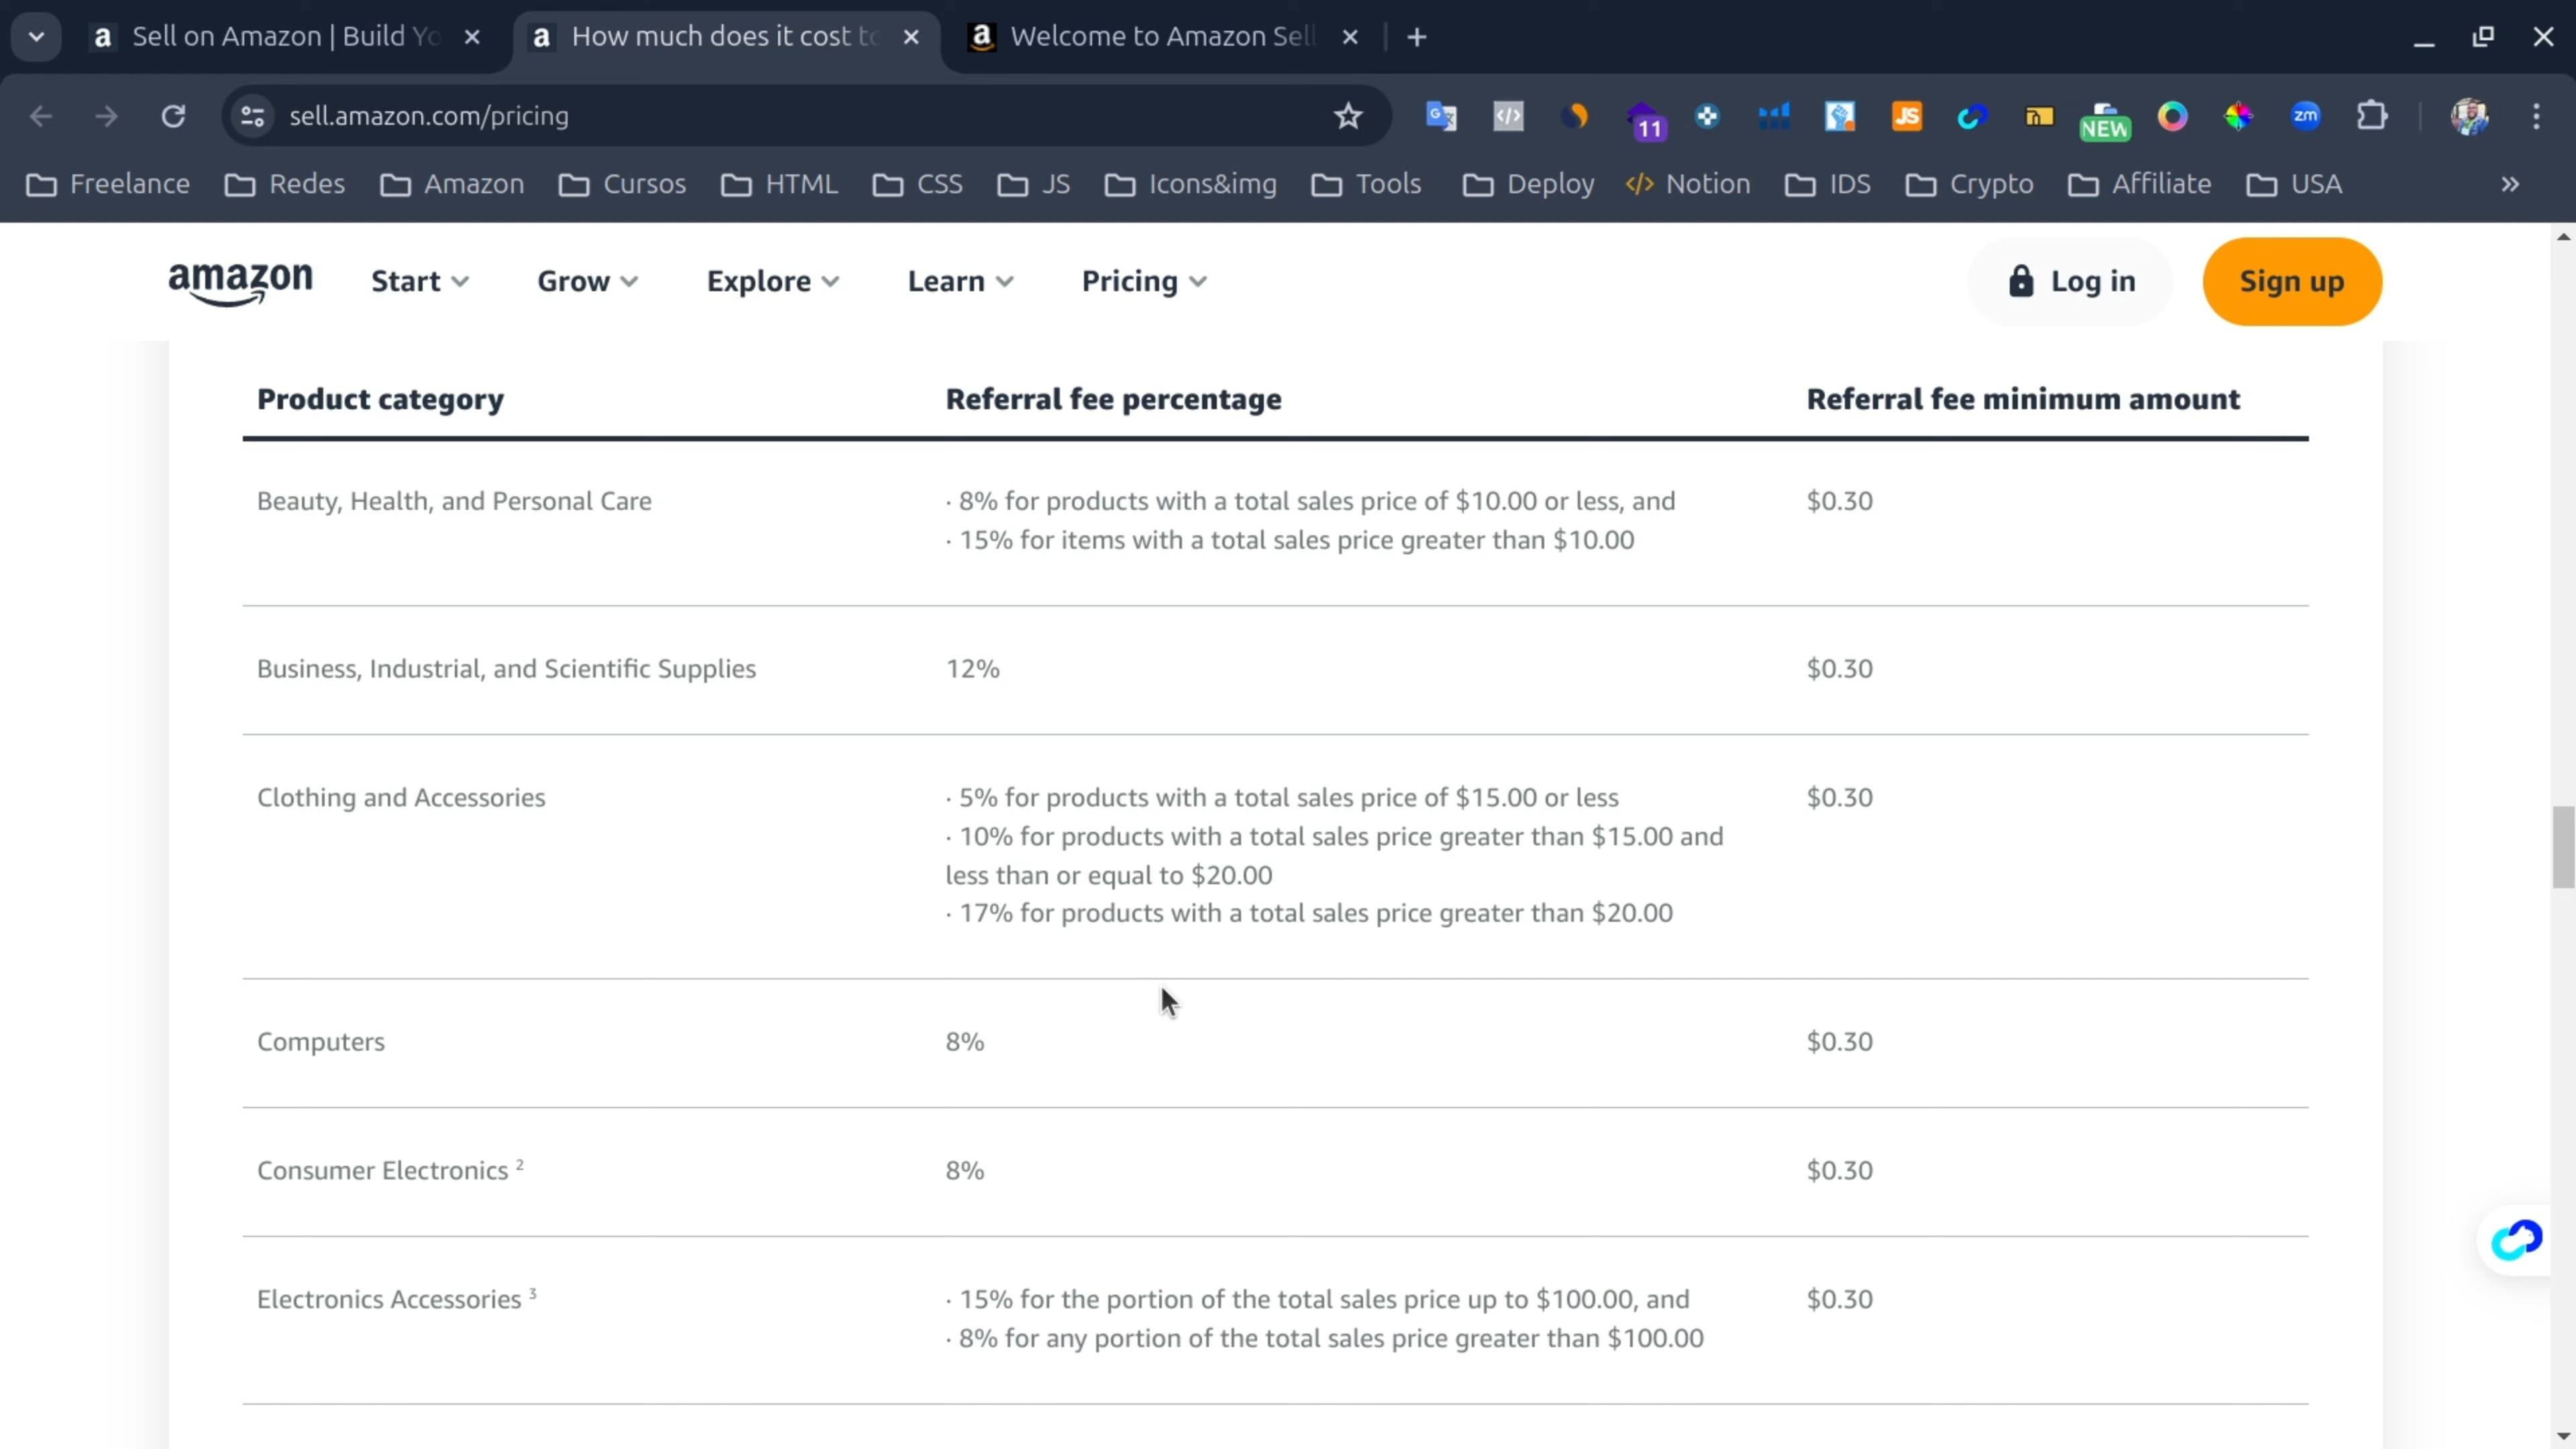 Sell on Amazon | Build Yo
How much does it cost to
Welcome to Amazon Sell
sell.amazon.com/pricing
11
JS
NEW
zm
Freelance
Redes
Amazon
Cursos
HTML
CSS
JS
Icons&img
Tools
Deploy
Notion
IDS
Crypto
Affiliate
USA
amazon
Start
Grow
Explore
Learn
Pricing
Log in
Sign up
Product category
Referral fee percentage
Referral fee minimum amount
Beauty, Health, and Personal Care
· 8% for products with a total sales price of $10.00 or less, and
· 15% for items with a total sales price greater than $10.00
$0.30
Business, Industrial, and Scientific Supplies
12%
$0.30
Clothing and Accessories
· 5% for products with a total sales price of $15.00 or less
· 10% for products with a total sales price greater than $15.00 and
less than or equal to $20.00
· 17% for products with a total sales price greater than $20.00
$0.30
Computers
8%
$0.30
Consumer Electronics ²
8%
$0.30
Electronics Accessories ³
· 15% for the portion of the total sales price up to $100.00, and
· 8% for any portion of the total sales price greater than $100.00
$0.30